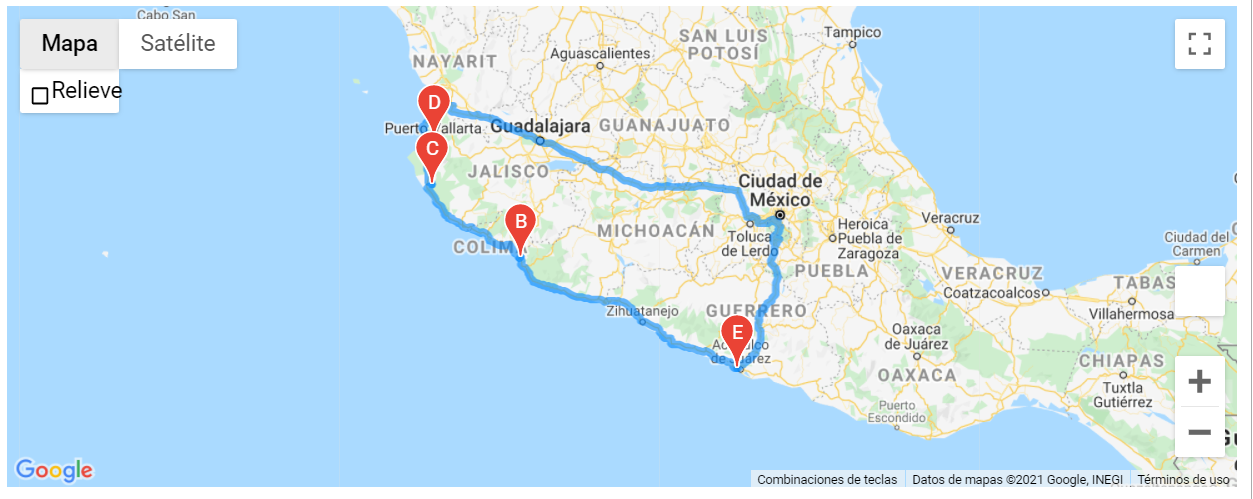 Cabo San
Mapa
Satélite
Relieve
NAYARIT
Aguascalientes
SAN LUIS
POTOSÍ
Tampico
D
Puerto Vallarta
Guadalajara
GUANAJUATO
C
JALISCO
Ciudad de
México
B
COLIMA
MICHOACÁN
Toluca
de Lerdo
Heroica
Puebla de
Zaragoza
Veracruz
Ciudad del
Carmen
PUEBLA
VERACRUZ
Coatzacoalcos
TABAS
Villahermosa
Zihuatanejo
GUERRERO
E
Acapulco
de Juárez
Oaxaca
de Juárez
OAXACA
CHIAPAS
Tuxtla
Gutiérrez
Puerto
Escondido
+
−
Google
Combinaciones de teclas
Datos de mapas ©2021 Google, INEGI
Términos de uso